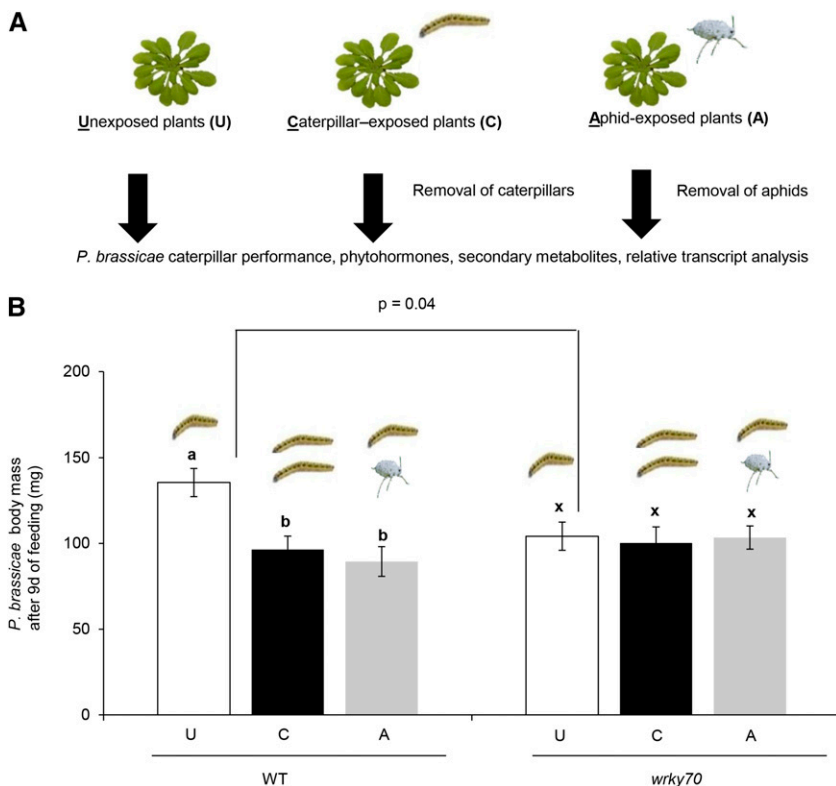 A
Unexposed plants (U)
Caterpillar–exposed plants (C)
Aphid-exposed plants (A)
Removal of caterpillars
Removal of aphids
P. brassicae caterpillar performance, phytohormones, secondary metabolites, relative transcript analysis
B
p = 0.04
P. brassicae body mass
after 9d of feeding (mg)
200
150
100
50
0
a
b
b
x
x
x
U
C
A
U
C
A
WT
wrky70